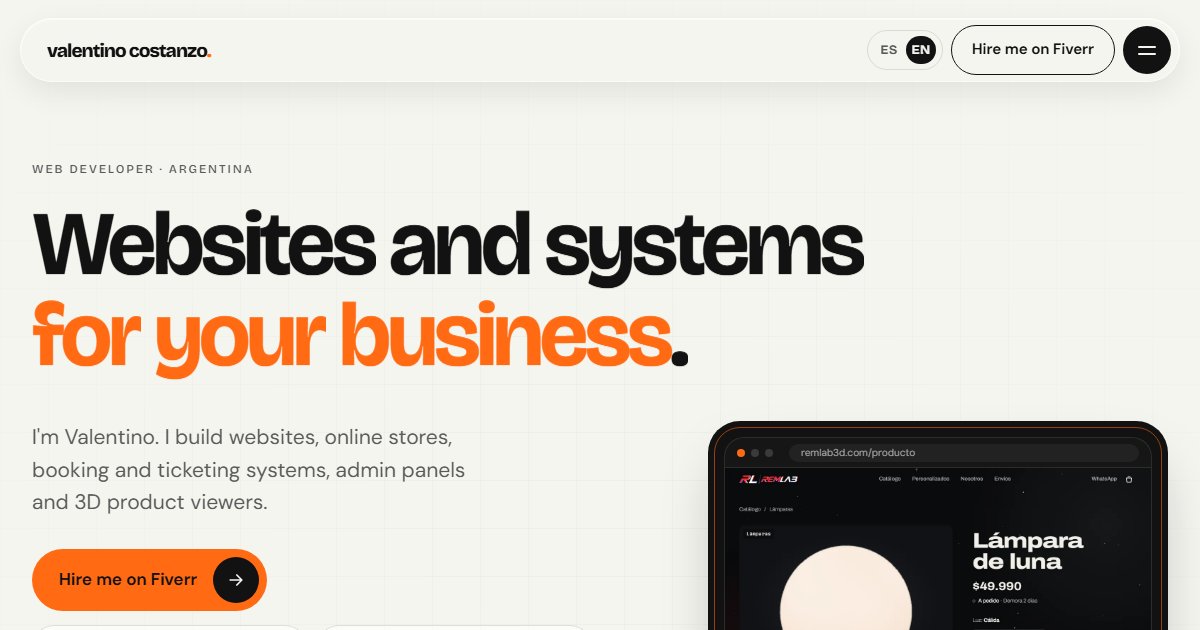 valentino costanzo.
ES EN
Hire me on Fiverr
WEB DEVELOPER · ARGENTINA
Websites and systems
for your business.
I'm Valentino. I build websites, online stores,
booking and ticketing systems, admin panels
and 3D product viewers.
Hire me on Fiverr
remlab3d.com/producto
RL REMLAB
Catálogo Personalizados Nosotros Envíos WhatsApp
Catálogo / Lámparas
Lámparas
Lámpara
de luna
$49.990
A pedido · Demora 2 días
Luz: Cálida